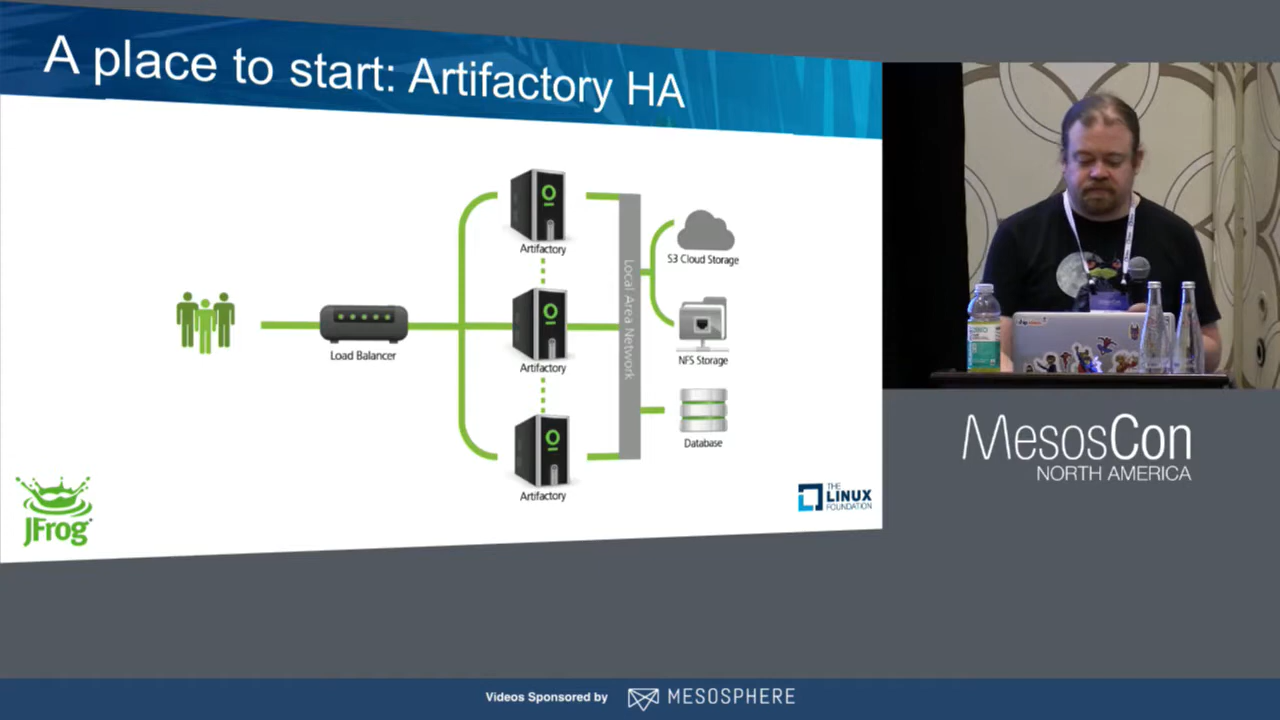 A place to start: Artifactory HA
Artifactory
S3 Cloud Storage
Local Area Network
Load Balancer
Artifactory
NFS Storage
Database
Artifactory
JFrog
THE
LINUX
FOUNDATION
MesosCon
NORTH AMERICA
Videos Sponsored by
MESOSPHERE